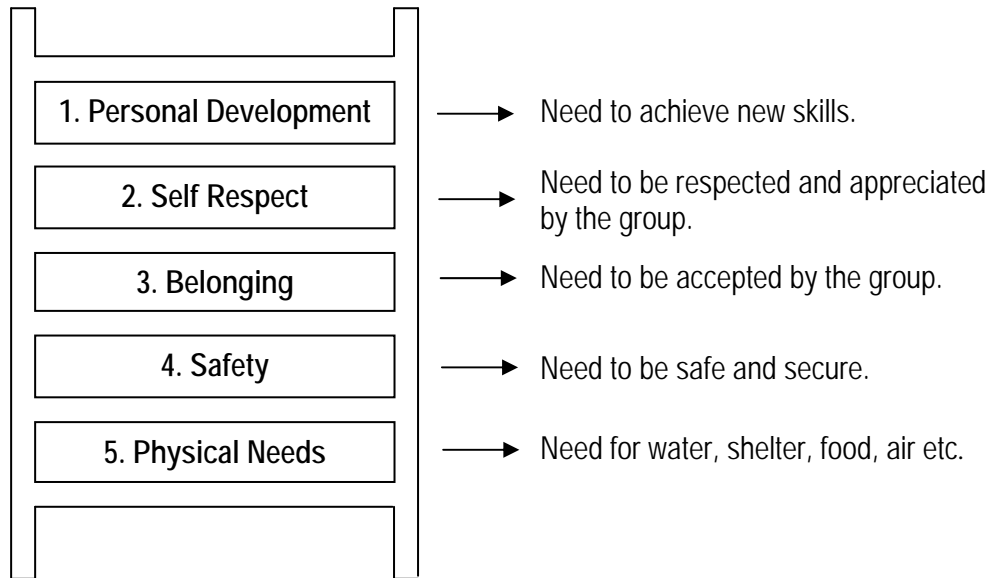 1. Personal Development
Need to achieve new skills.
2. Self Respect
Need to be respected and appreciated
by the group.
3. Belonging
Need to be accepted by the group.
4. Safety
Need to be safe and secure.
5. Physical Needs
Need for water, shelter, food, air etc.